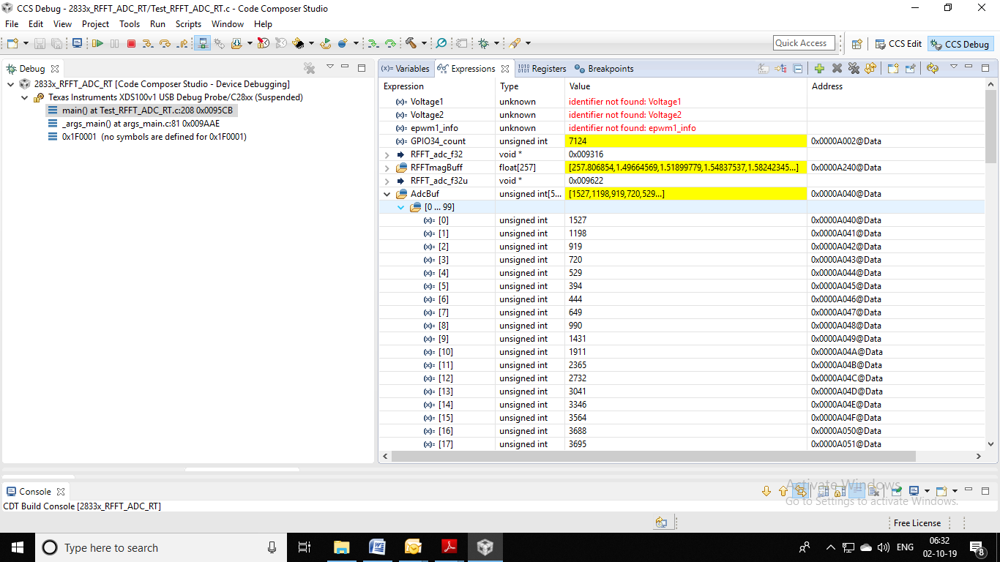 CCS Debug - 2833x_RFFT_ADC_RT/Test_RFFT_ADC_RT.c - Code Composer Studio
File Edit View Project Tools Run Scripts Window Help
Quick Access CCS Edit CCS Debug
Debug
2833x_RFFT_ADC_RT [Code Composer Studio - Device Debugging]
Texas Instruments XDS100v1 USB Debug Probe/C28xx (Suspended)
main() at Test_RFFT_ADC_RT.c:208 0x0095CB
_args_main() at args_main.c:81 0x009AAE
0x1F0001 (no symbols are defined for 0x1F0001)
(x)= Variables Expressions Registers Breakpoints
Expression Type Value Address
(x)= Voltage1 unknown identifier not found: Voltage1
(x)= Voltage2 unknown identifier not found: Voltage2
(x)= epwm1_info unknown identifier not found: epwm1_info
(x)= GPIO34_count unsigned int 7124 0x0000A002@Data
RFFT_adc_f32 void * 0x009316
RFFTmagBuff float[257] [257.806854,1.49664569,1.51899779,1.54837537,1.58242345...] 0x0000A240@Data
RFFT_adc_f32u void * 0x009622
AdcBuf unsigned int[5... [1527,1198,919,720,529...] 0x0000A040@Data
[0 ... 99]
(x)= [0] unsigned int 1527 0x0000A040@Data
(x)= [1] unsigned int 1198 0x0000A041@Data
(x)= [2] unsigned int 919 0x0000A042@Data
(x)= [3] unsigned int 720 0x0000A043@Data
(x)= [4] unsigned int 529 0x0000A044@Data
(x)= [5] unsigned int 394 0x0000A045@Data
(x)= [6] unsigned int 444 0x0000A046@Data
(x)= [7] unsigned int 649 0x0000A047@Data
(x)= [8] unsigned int 990 0x0000A048@Data
(x)= [9] unsigned int 1431 0x0000A049@Data
(x)= [10] unsigned int 1911 0x0000A04A@Data
(x)= [11] unsigned int 2365 0x0000A04B@Data
(x)= [12] unsigned int 2732 0x0000A04C@Data
(x)= [13] unsigned int 3041 0x0000A04D@Data
(x)= [14] unsigned int 3346 0x0000A04E@Data
(x)= [15] unsigned int 3564 0x0000A04F@Data
(x)= [16] unsigned int 3688 0x0000A050@Data
(x)= [17] unsigned int 3695 0x0000A051@Data
Console
CDT Build Console [2833x_RFFT_ADC_RT]
Activate Windows
Go to Settings to activate Windows.
Free License
Type here to search
ENG
06:32
02-10-19
8